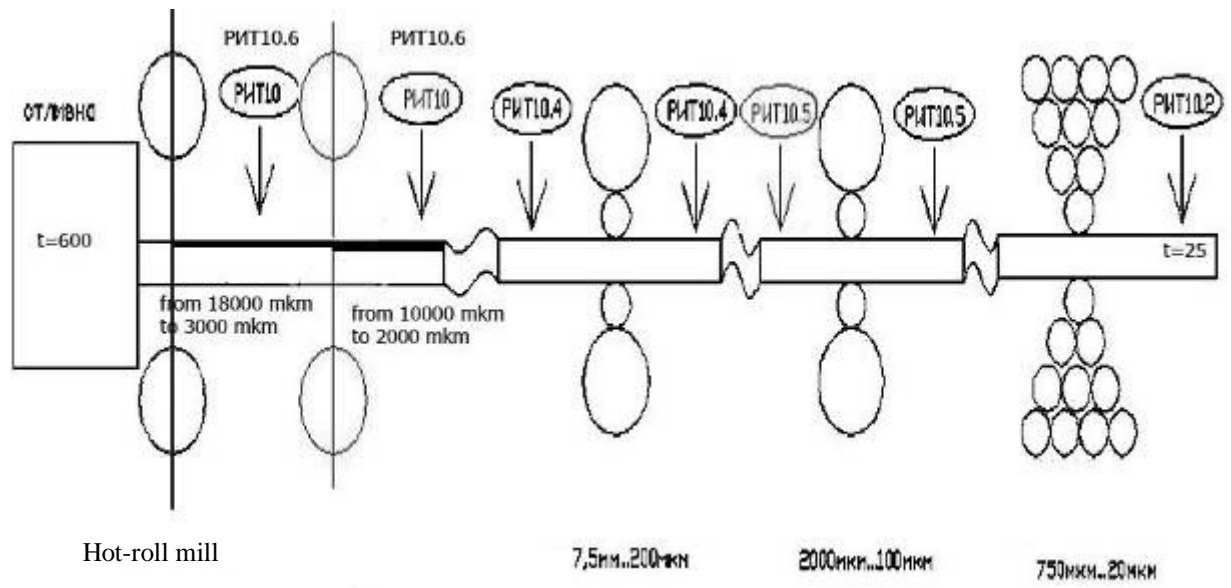 РИТ10.6
РИТ10.6
РИТ10
РИТ10
РИТ10.4
РИТ10.4
РИТ10.5
РИТ10.5
РИТ10.2
t=600
t=25
from 18000 mkm
to 3000 mkm
from 10000 mkm
to 2000 mkm
Hot-roll mill
7,5мм..200мкм
2000мкм..100мкм
750мкм..20мкм